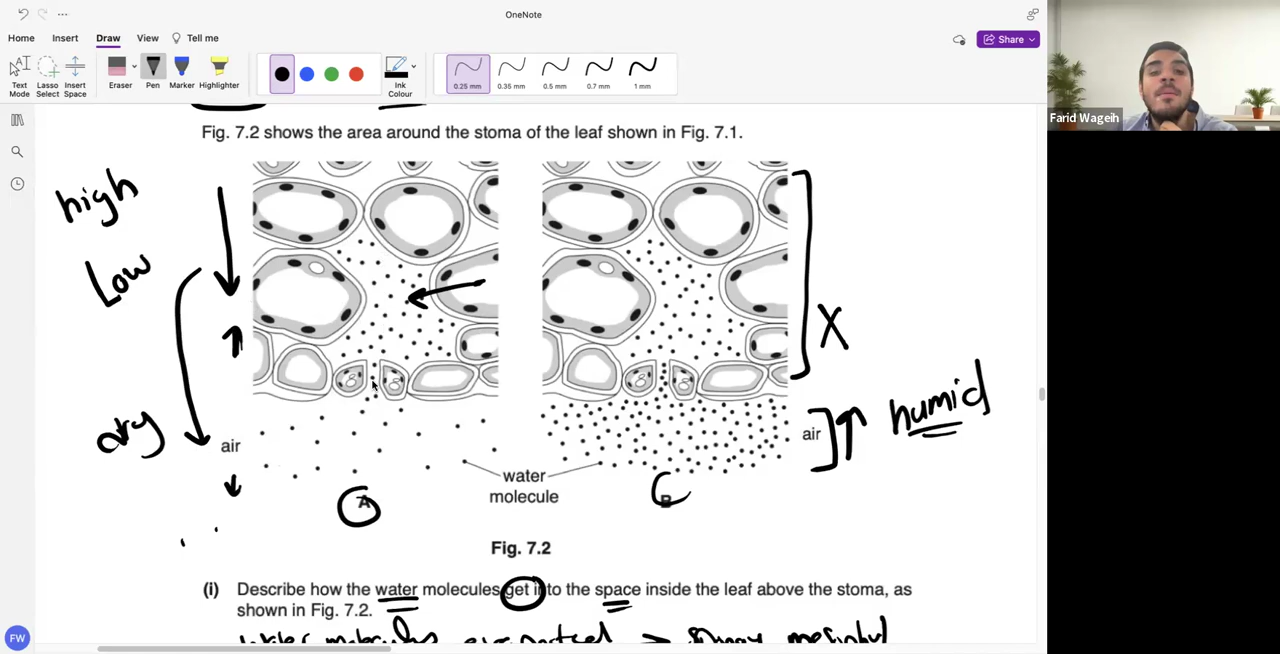 OneNote
Home Insert Draw View Tell me
Share
Text Mode
Lasso Select
Insert Space
Eraser
Pen
Marker
Highlighter
0.25 mm
0.35 mm
0.5 mm
0.7 mm
1 mm
Ink Colour
Farid Wageih
Fig. 7.2 shows the area around the stoma of the leaf shown in Fig. 7.1.
high
Low
X
humid
dry
air
air
water
molecule
A
B
Fig. 7.2
(i) Describe how the water molecules get into the space inside the leaf above the stoma, as
shown in Fig. 7.2.
water molecules evaporated
FW